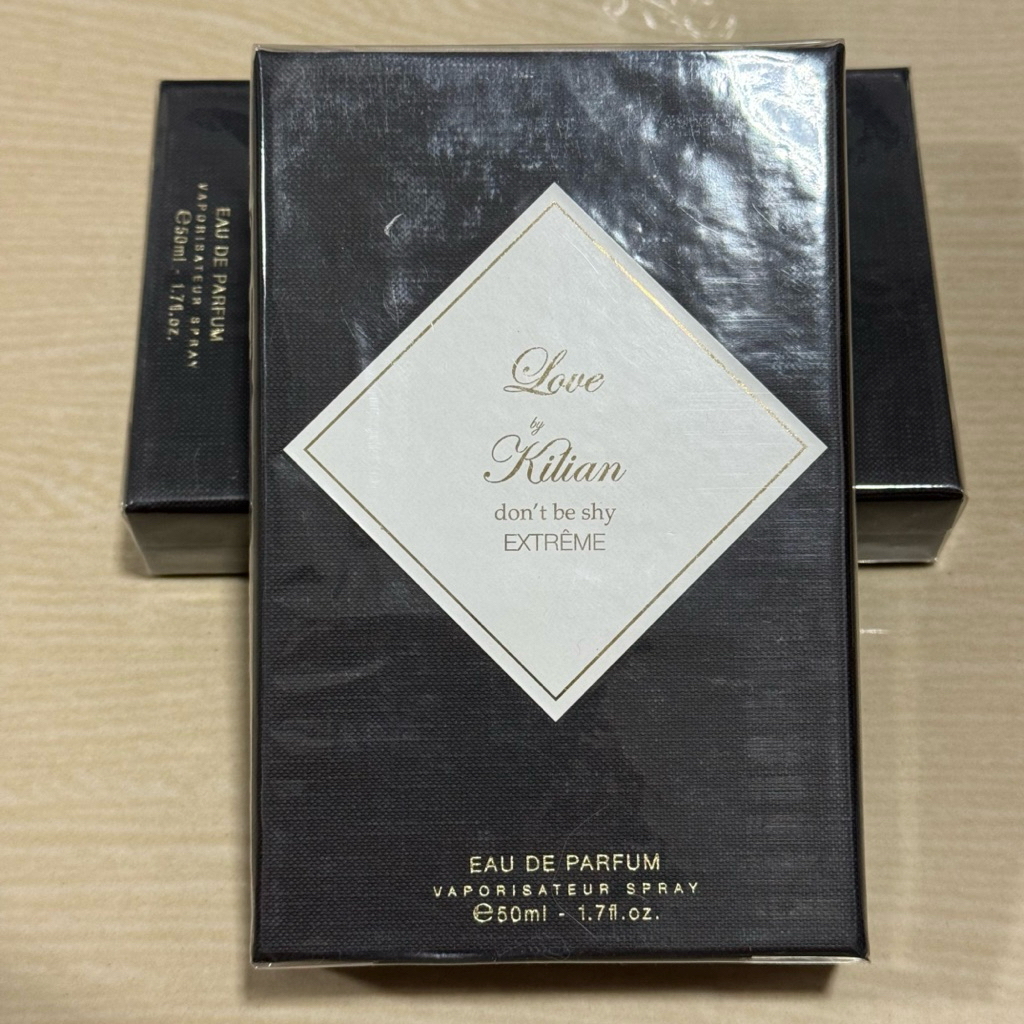 Love
by
Kilian
don't be shy
EXTRÊME
EAU DE PARFUM
VAPORISATEUR SPRAY
℮50ml - 1.7fl.oz.
EAU DE PARFUM
VAPORISATEUR SPRAY
℮50ml - 1.7fl.oz.